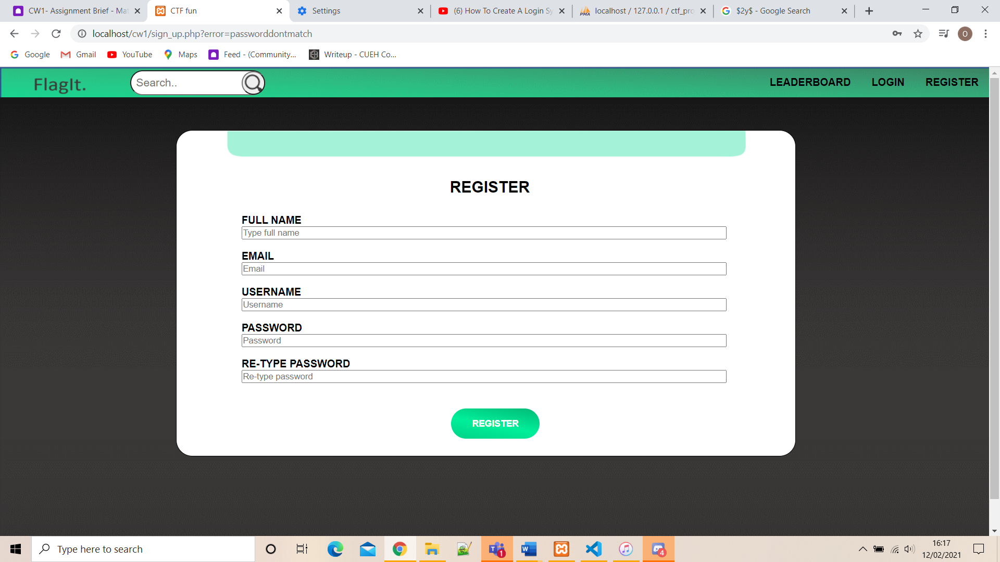 CW1- Assignment Brief - Mat
CTF fun
Settings
(6) How To Create A Login Sy
localhost / 127.0.0.1 / ctf_pro
$2y$ - Google Search
localhost/cw1/sign_up.php?error=passworddontmatch
O
Google
Gmail
YouTube
Maps
Feed - (Community...
Writeup - CUEH Co...
FlagIt.
Search..
LEADERBOARD
LOGIN
REGISTER
REGISTER
FULL NAME
Type full name
EMAIL
Email
USERNAME
Username
PASSWORD
Password
RE-TYPE PASSWORD
Re-type password
REGISTER
Type here to search
1
4
16:17
12/02/2021